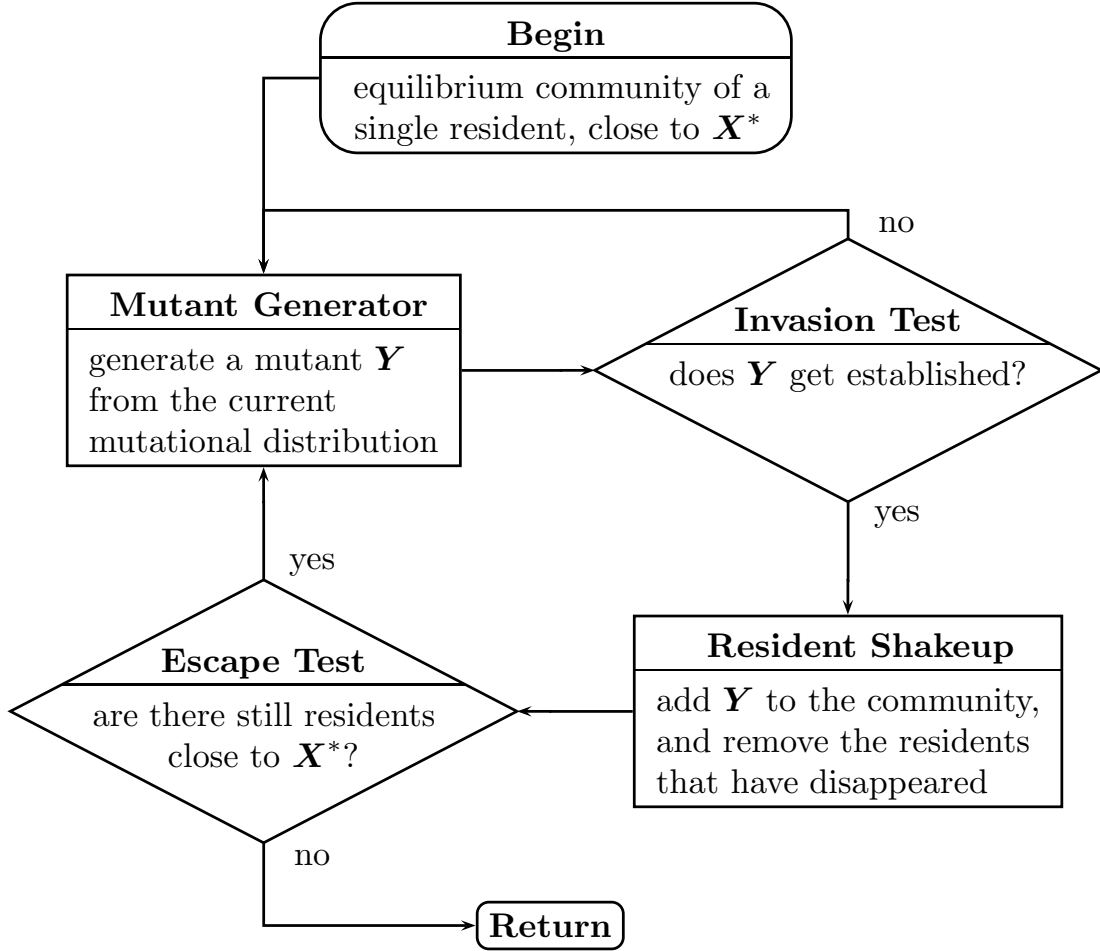 Begin
equilibrium community of a
single resident, close to X*
no
Mutant Generator
generate a mutant Y
from the current
mutational distribution
Invasion Test
does Y get established?
yes
yes
Escape Test
are there still residents
close to X*?
Resident Shakeup
add Y to the community,
and remove the residents
that have disappeared
no
Return